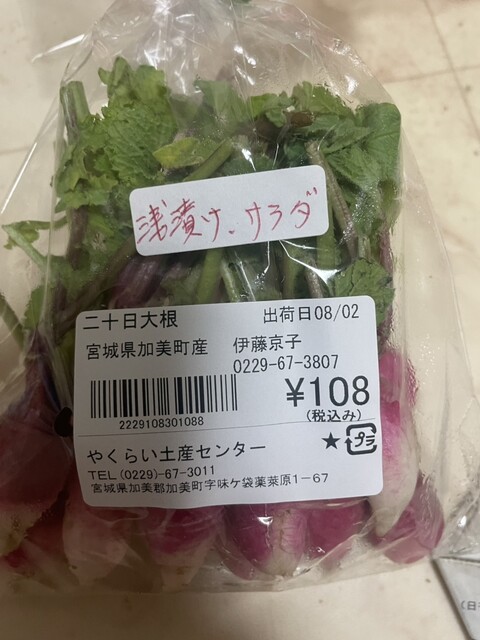 浅漬け、サラダ
二十日大根 出荷日08/02
宮城県加美町産 伊藤京子
0229-67-3807
¥108
(税込み)
2229108301088
★ プラ
やくらい土産センター
TEL(0229)-67-3011
宮城県加美郡加美町字味ケ袋薬莱原1-67